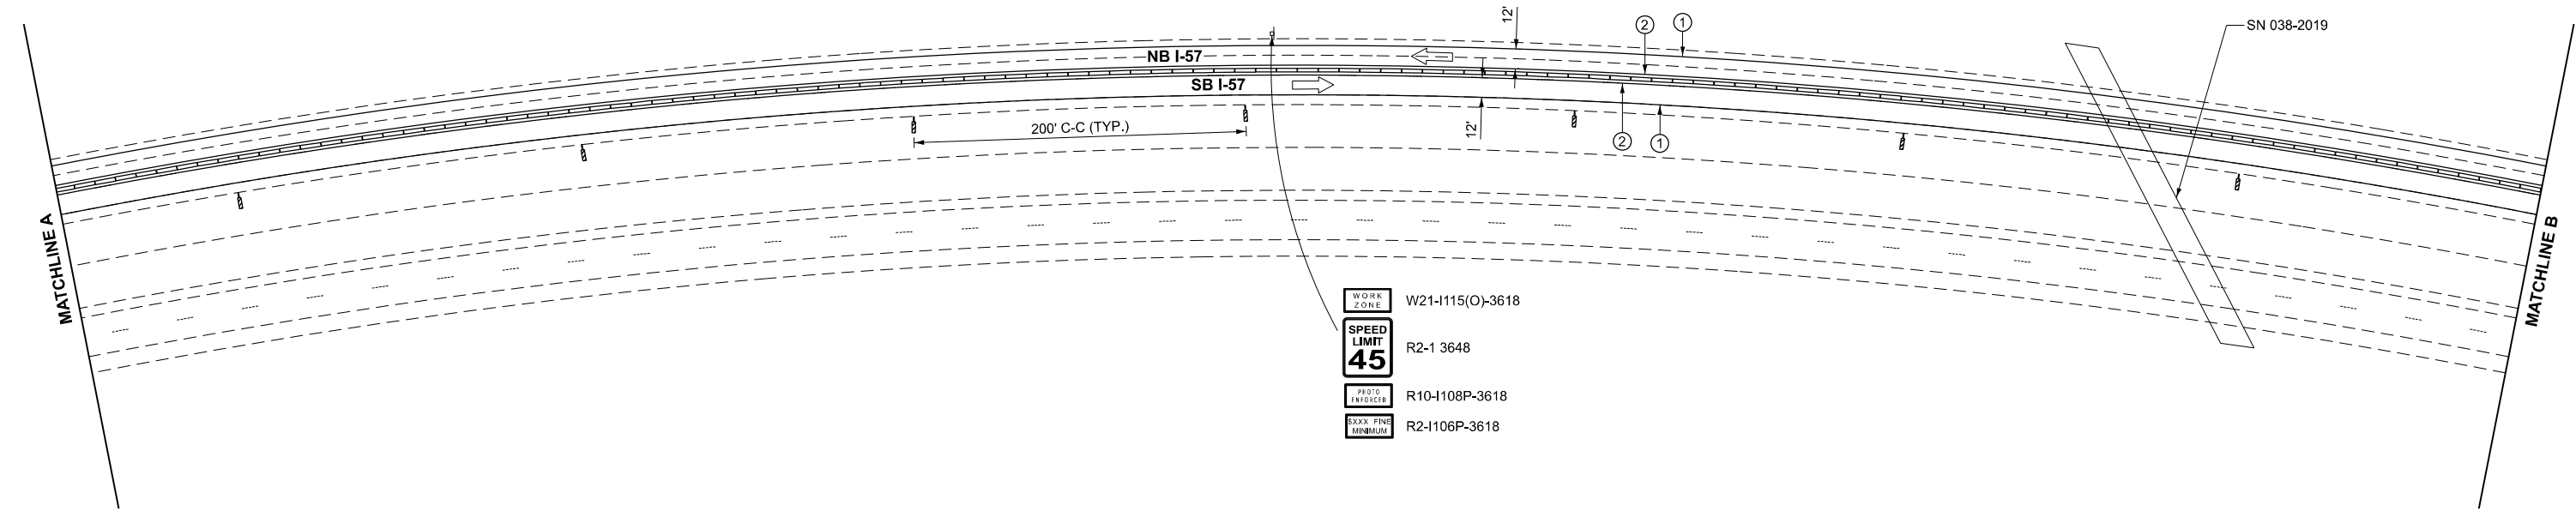 12'
2
1
SN 038-2019
NB I-57
SB I-57
200' C-C (TYP.)
12'
2
1
MATCHLINE A
MATCHLINE B
WORK
ZONE
W21-I115(O)-3618
SPEED
LIMIT
45
R2-1 3648
PHOTO
ENFORCED
R10-I108P-3618
$XXX FINE
MINIMUM
R2-I106P-3618